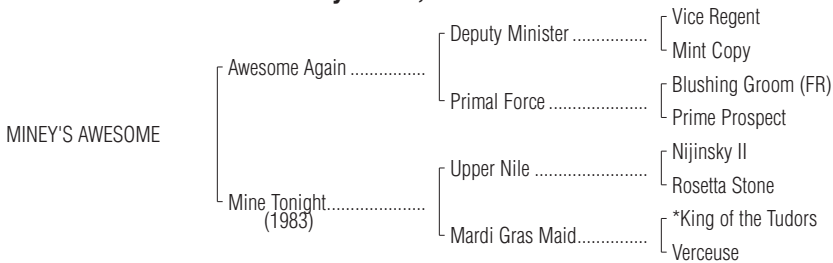 Vice Regent
Deputy Minister ................
Mint Copy
Awesome Again ................
Blushing Groom (FR)
Primal Force .....................
Prime Prospect
MINEY'S AWESOME
Nijinsky II
Upper Nile ........................
Rosetta Stone
Mine Tonight.....................
(1983)
*King of the Tudors
Mardi Gras Maid...............
Verceuse